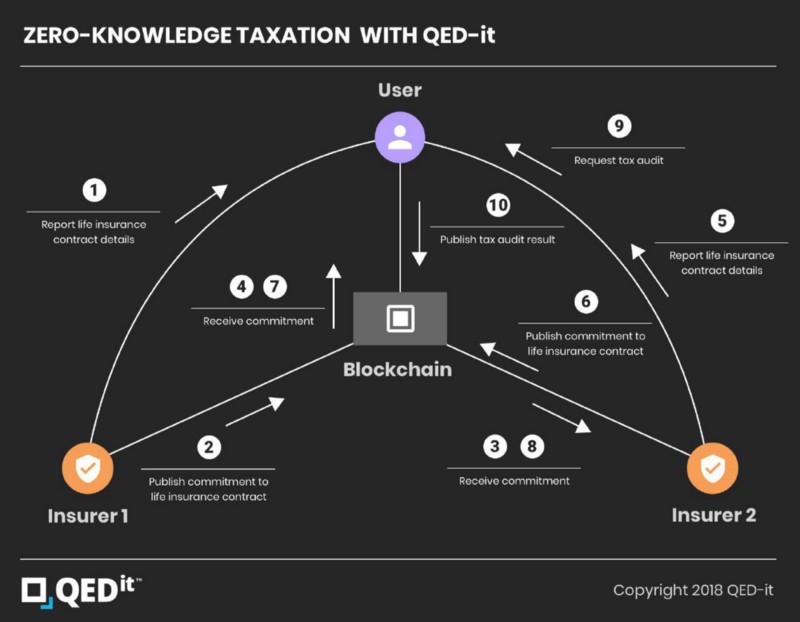 ZERO-KNOWLEDGE TAXATION WITH QED-it
User
9
Request tax audit
1
Report life insurance
contract details
10
Publish tax audit result
5
Report life insurance
contract details
4 7
Receive commitment
6
Publish commitment to
life insurance contract
Blockchain
2
Publish commitment to
life insurance contract
3 8
Receive commitment
Insurer 1
Insurer 2
QEDit™
Copyright 2018 QED-it